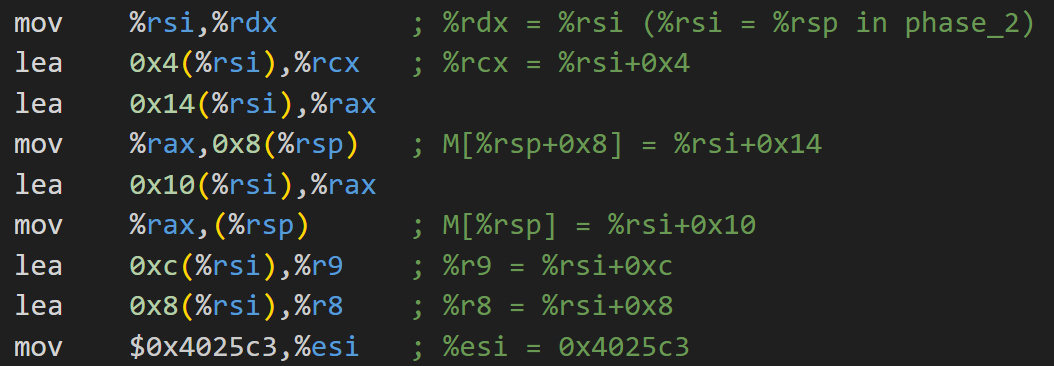 mov    %rsi,%rdx        ; %rdx = %rsi (%rsi = %rsp in phase_2)
lea    0x4(%rsi),%rcx   ; %rcx = %rsi+0x4
lea    0x14(%rsi),%rax
mov    %rax,0x8(%rsp)   ; M[%rsp+0x8] = %rsi+0x14
lea    0x10(%rsi),%rax
mov    %rax,(%rsp)      ; M[%rsp] = %rsi+0x10
lea    0xc(%rsi),%r9    ; %r9 = %rsi+0xc
lea    0x8(%rsi),%r8    ; %r8 = %rsi+0x8
mov    $0x4025c3,%esi   ; %esi = 0x4025c3